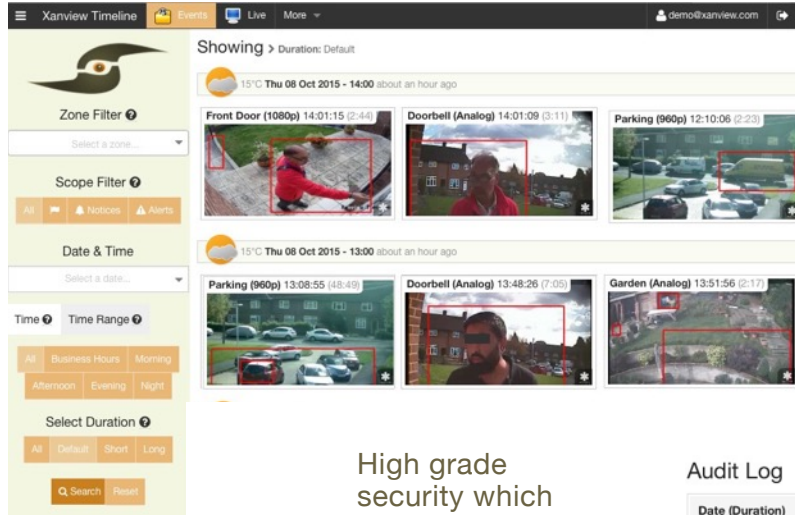 Xanview Timeline Events Live More demo@xanview.com
Showing > Duration: Default
15°C Thu 08 Oct 2015 - 14:00 about an hour ago
Front Door (1080p) 14:01:15 (2:44)
Doorbell (Analog) 14:01:09 (3:11)
Parking (960p) 12:10:06 (2:23)
15°C Thu 08 Oct 2015 - 13:00 about an hour ago
Parking (960p) 13:08:55 (48:49)
Doorbell (Analog) 13:48:26 (7:05)
Garden (Analog) 13:51:56 (2:17)
Zone Filter
Select a zone...
Scope Filter
All Notices Alerts
Date & Time
Select a date...
Time Time Range
All Business Hours Morning
Afternoon Evening Night
Select Duration
All Default Short Long
Search Reset
High grade
security which
Audit Log
Date (Duration)